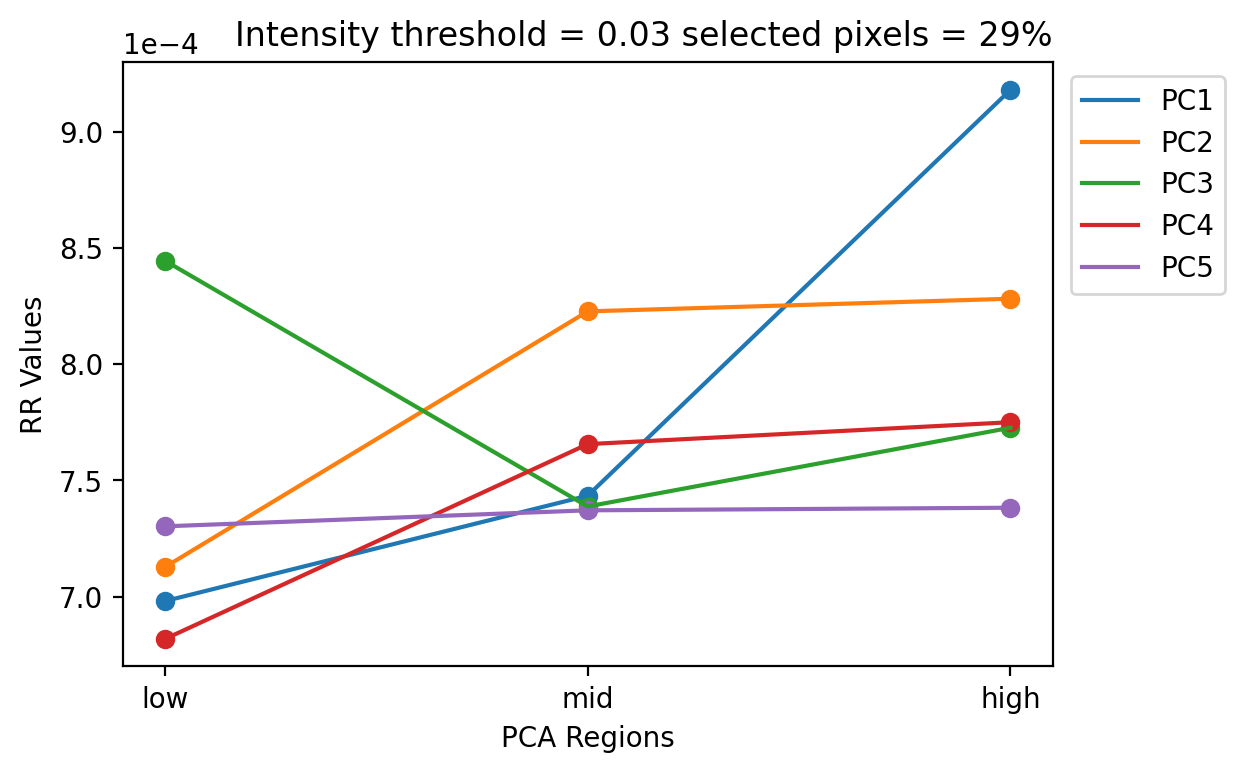 Intensity threshold = 0.03 selected pixels = 29%
1e−4
9.0
8.5
8.0
7.5
7.0
RR Values
low
mid
high
PCA Regions
PC1
PC2
PC3
PC4
PC5